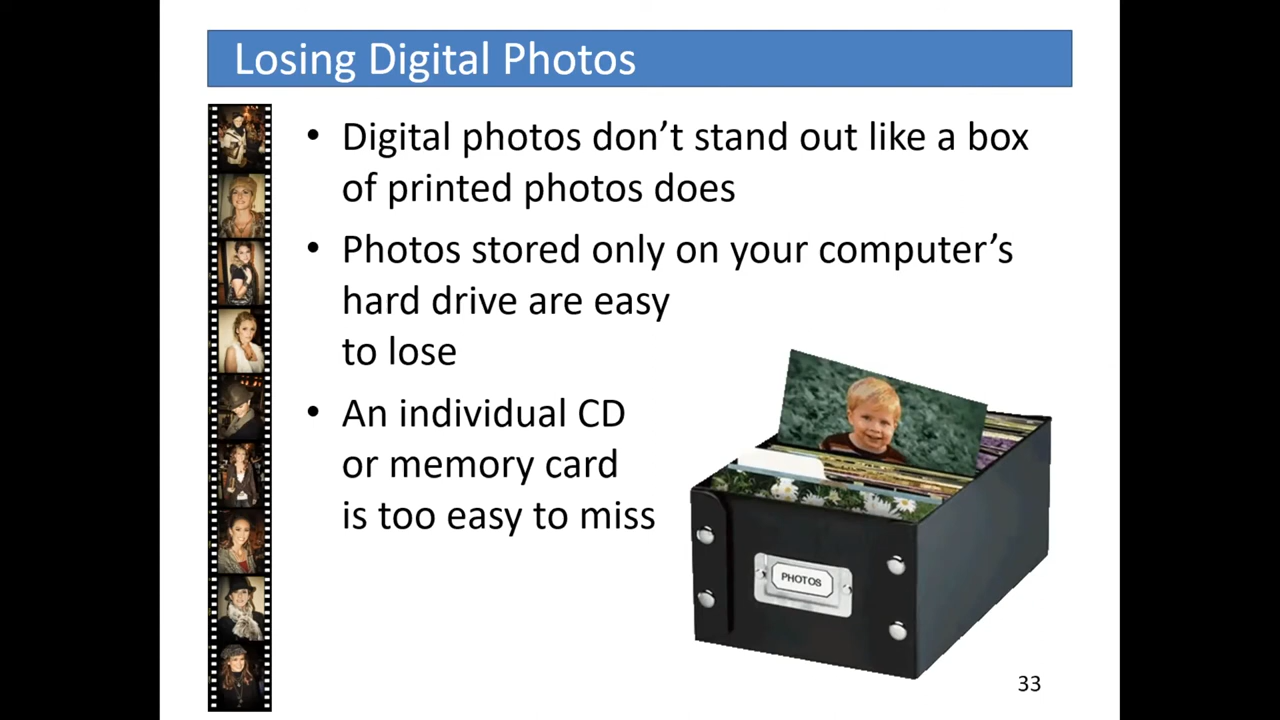 Losing Digital Photos
• Digital photos don’t stand out like a box
of printed photos does
• Photos stored only on your computer’s
hard drive are easy
to lose
• An individual CD
or memory card
is too easy to miss
PHOTOS
33